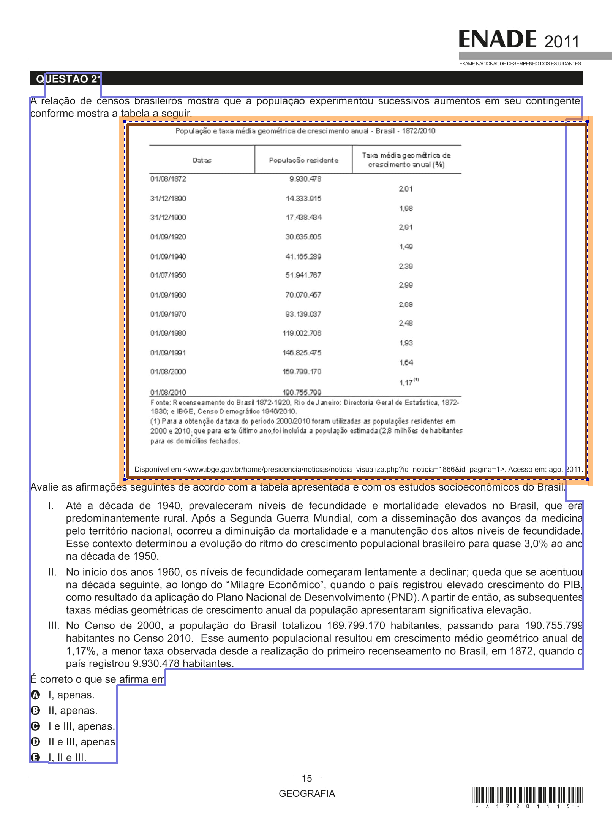 ENADE 2011
EXAME NACIONAL DE DESEMPENHO DOS ESTUDANTES
QUESTÃO 21
A relação de censos brasileiros mostra que a população experimentou sucessivos aumentos em seu contingente,
conforme mostra a tabela a seguir.
População e taxa média geométrica de crescimento anual - Brasil - 1872/2010
Datas População residente Taxa média geométrica de crescimento anual (%)
01/08/1872 9.930.478
2,01
31/12/1890 14.333.915
1,98
31/12/1900 17.438.434
2,91
01/09/1920 30.635.605
1,49
01/09/1940 41.165.289
2,39
01/07/1950 51.941.767
2,99
01/09/1960 70.070.457
2,89
01/09/1970 93.139.037
2,48
01/09/1980 119.002.706
1,93
01/09/1991 146.825.475
1,64
01/08/2000 169.799.170
1,17(1)
01/08/2010 190.755.799
Fonte: Recenseamento do Brasil 1872-1920, Rio de Janeiro: Directoria Geral de Estatística, 1872-
1930; e IBGE, Censo Demográfico 1940/2010.
(1) Para a obtenção da taxa do período 2000/2010 foram utilizadas as populações residentes em
2000 e 2010, que para este último ano foi incluída a população estimada (2,8 milhões de habitantes
para os domicílios fechados.
Disponível em <www.ibge.gov.br/home/presidencia/noticias/noticia_visualiza.php?id_noticia=1866&id_pagina=1>. Acesso em: ago. 2011.
Avalie as afirmações seguintes de acordo com a tabela apresentada e com os estudos socioeconômicos do Brasil.
I. Até a década de 1940, prevaleceram níveis de fecundidade e mortalidade elevados no Brasil, que era
predominantemente rural. Após a Segunda Guerra Mundial, com a disseminação dos avanços da medicina
pelo território nacional, ocorreu a diminuição da mortalidade e a manutenção dos altos níveis de fecundidade.
Esse contexto determinou a evolução do ritmo do crescimento populacional brasileiro para quase 3,0% ao ano
na década de 1950.
II. No início dos anos 1960, os níveis de fecundidade começaram lentamente a declinar; queda que se acentuou
na década seguinte, ao longo do “Milagre Econômico”, quando o país registrou elevado crescimento do PIB,
como resultado da aplicação do Plano Nacional de Desenvolvimento (PND). A partir de então, as subsequentes
taxas médias geométricas de crescimento anual da população apresentaram significativa elevação.
III. No Censo de 2000, a população do Brasil totalizou 169.799.170 habitantes, passando para 190.755.799
habitantes no Censo 2010. Esse aumento populacional resultou em crescimento médio geométrico anual de
1,17%, a menor taxa observada desde a realização do primeiro recenseamento no Brasil, em 1872, quando o
país registrou 9.930.478 habitantes.
É correto o que se afirma em
A I, apenas.
B II, apenas.
C I e III, apenas.
D II e III, apenas
E I, II e III.
15
GEOGRAFIA